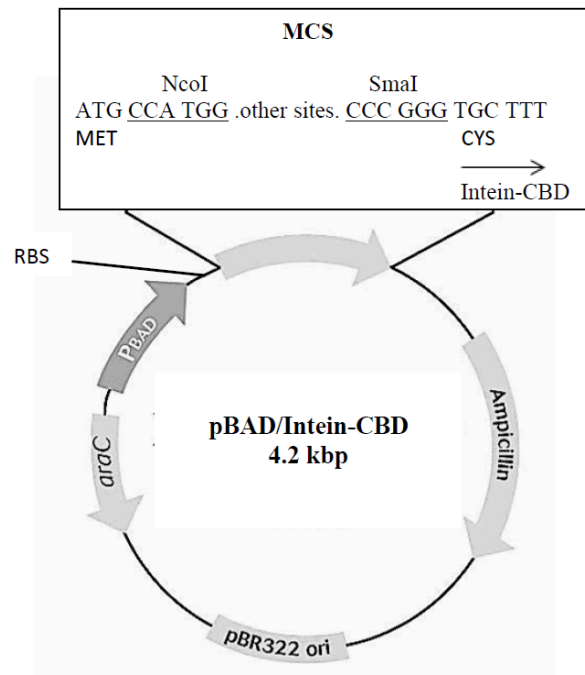 MCS
NcoI SmaI
ATG CCA TGG .other sites. CCC GGG TGC TTT
MET CYS
Intein-CBD
RBS
PBAD
araC
Ampicillin
pBAD/Intein-CBD
4.2 kbp
pBR322 ori